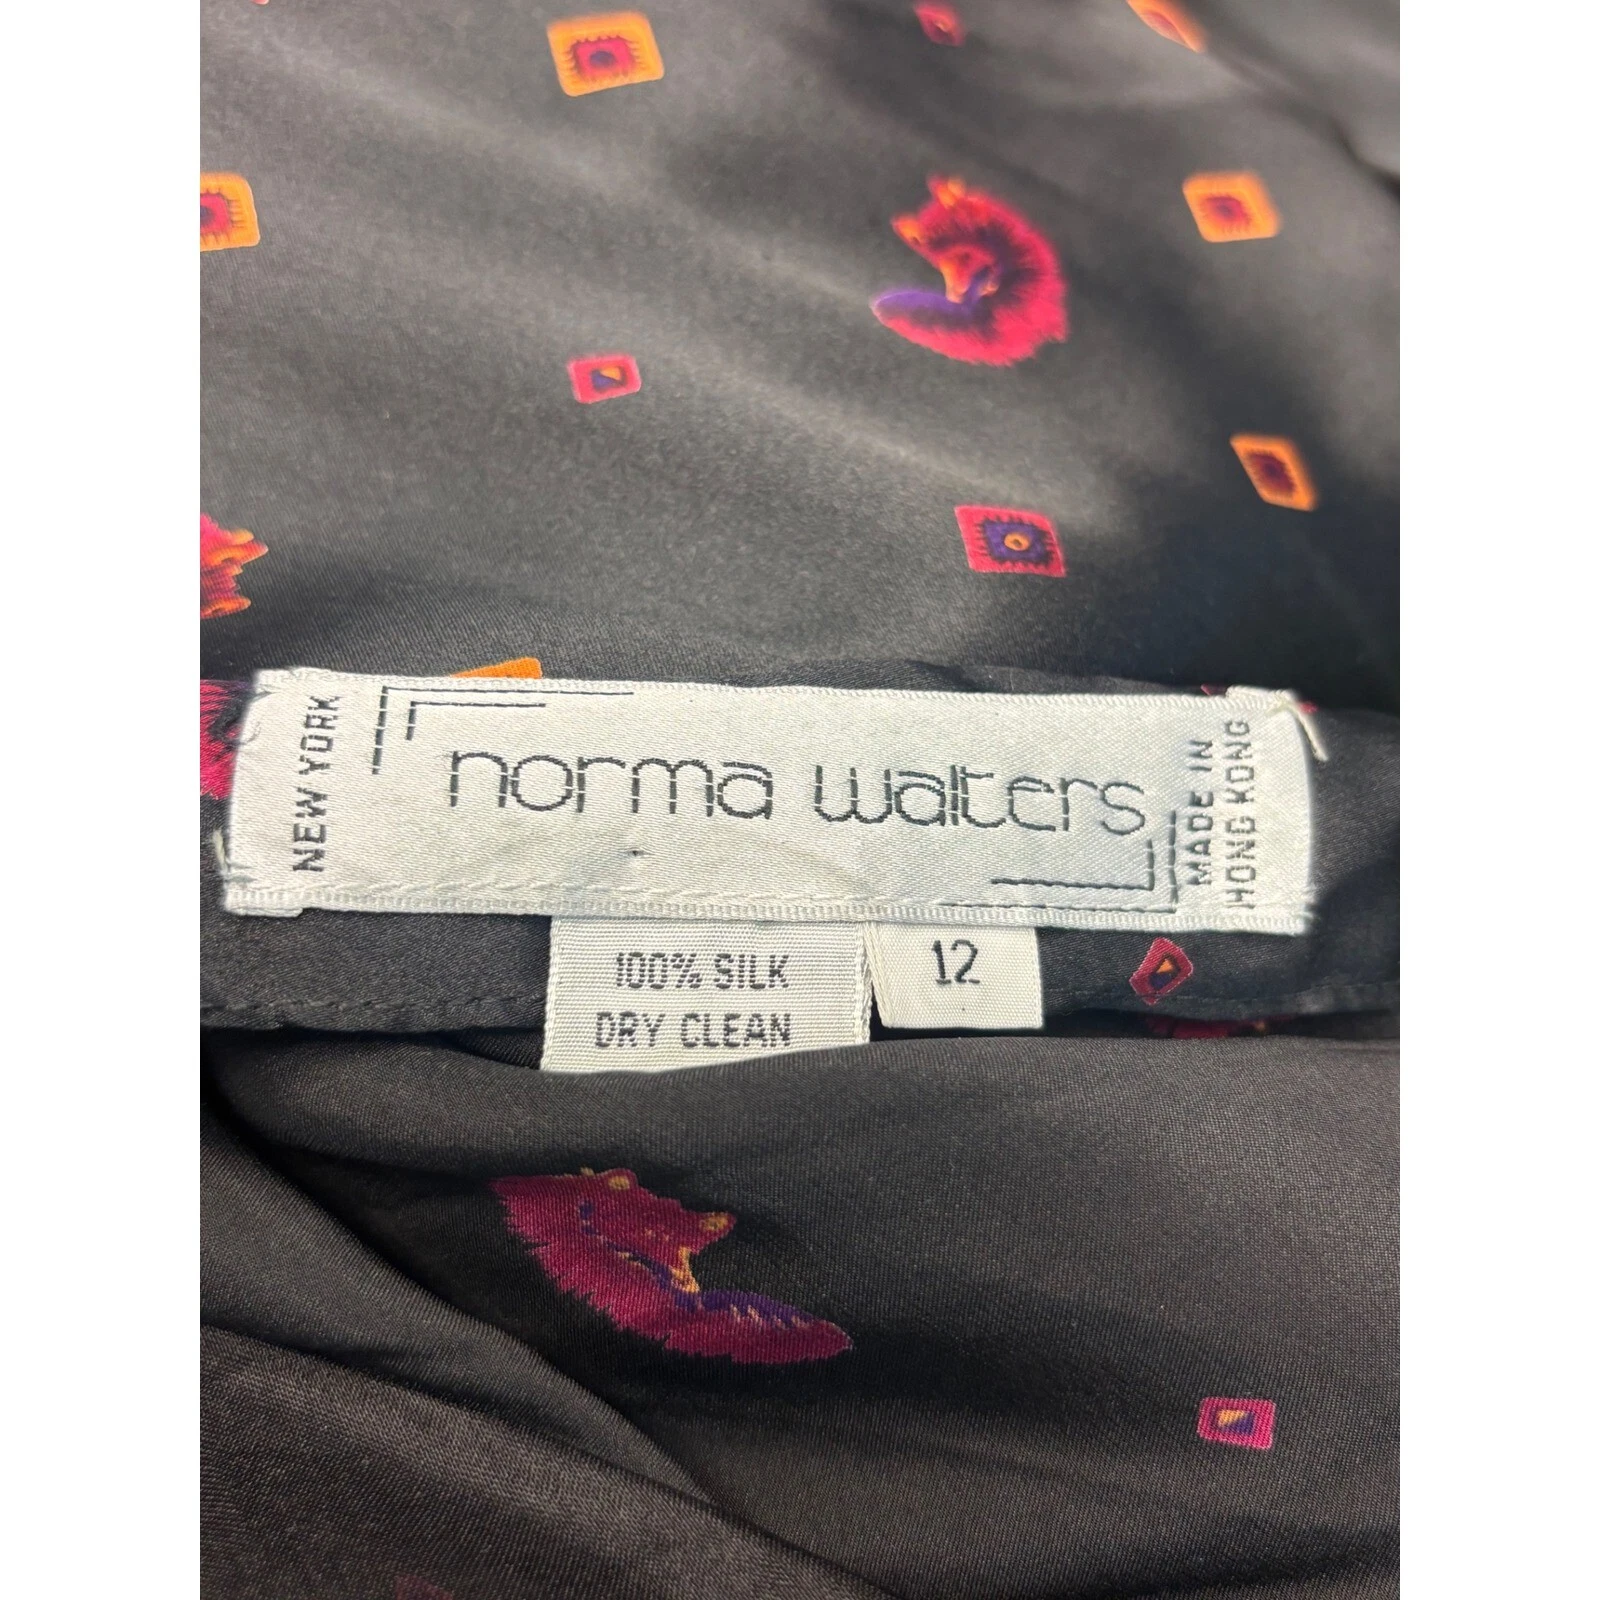 NEW YORK
norma walters
MADE IN
HONG KONG
100% SILK
DRY CLEAN
12